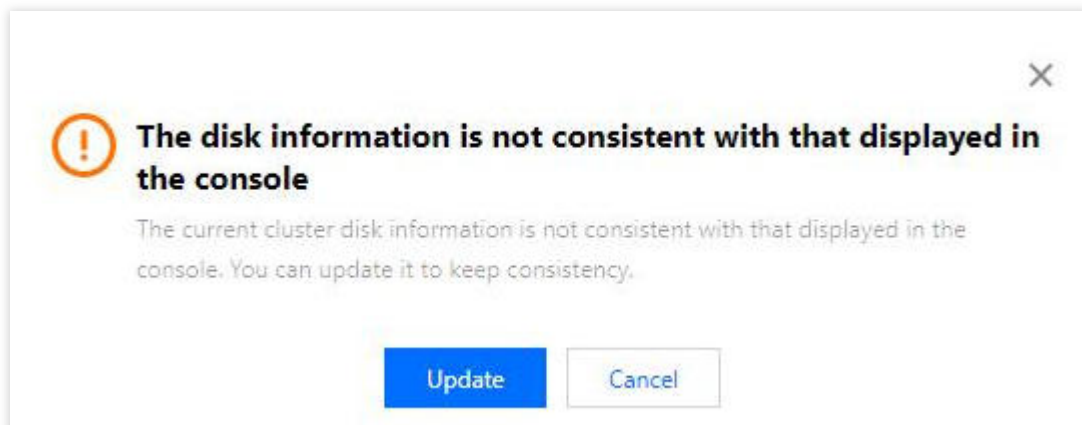 The disk information is not consistent with that displayed in
the console
The current cluster disk information is not consistent with that displayed in the
console. You can update it to keep consistency.
Update
Cancel